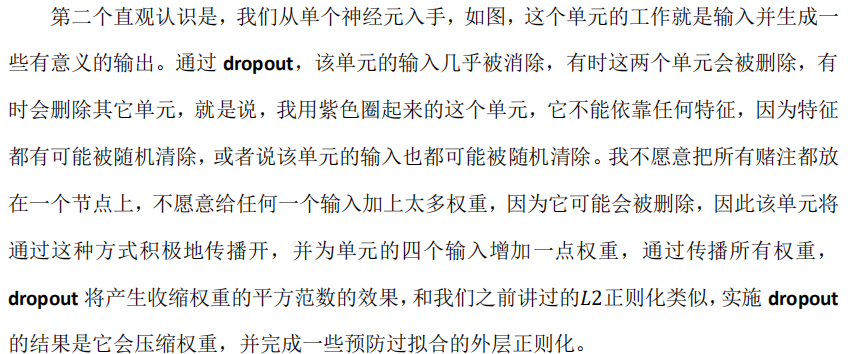 第二个直观认识是，我们从单个神经元入手，如图，这个单元的工作就是输入并生成一
些有意义的输出。通过 dropout，该单元的输入几乎被消除，有时这两个单元会被删除，有
时会删除其它单元，就是说，我用紫色圈起来的这个单元，它不能依靠任何特征，因为特征
都有可能被随机清除，或者说该单元的输入也都可能被随机清除。我不愿意把所有赌注都放
在一个节点上，不愿意给任何一个输入加上太多权重，因为它可能会被删除，因此该单元将
通过这种方式积极地传播开，并为单元的四个输入增加一点权重，通过传播所有权重，
dropout 将产生收缩权重的平方范数的效果，和我们之前讲过的L2正则化类似，实施 dropout
的结果是它会压缩权重，并完成一些预防过拟合的外层正则化。